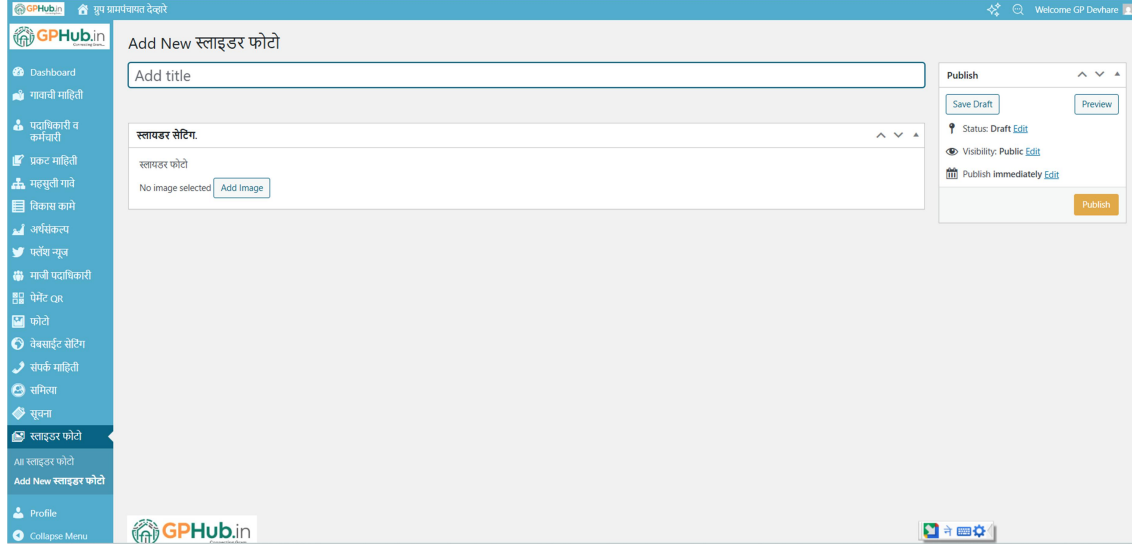 GPHub.in ग्रुप ग्रामपंचायत देव्हारे
Welcome GP Devhare
GPHub.in
Dashboard
गावाची माहिती
पदाधिकारी व
कर्मचारी
प्रकट माहिती
महसुली गावे
विकास कामे
अर्थसंकल्प
फ्लॅश न्यूज
माजी पदाधिकारी
पेमेंट QR
फोटो
वेबसाईट सेटिंग
संपर्क माहिती
समित्या
सूचना
स्लाइडर फोटो
All स्लाइडर फोटो
Add New स्लाइडर फोटो
Profile
Collapse Menu
Add New स्लाइडर फोटो
Add title
स्लायडर सेटिंग.
स्लायडर फोटो
No image selected Add Image
Publish
Save Draft Preview
Status: Draft Edit
Visibility: Public Edit
Publish immediately Edit
Publish
GPHub.in
ने